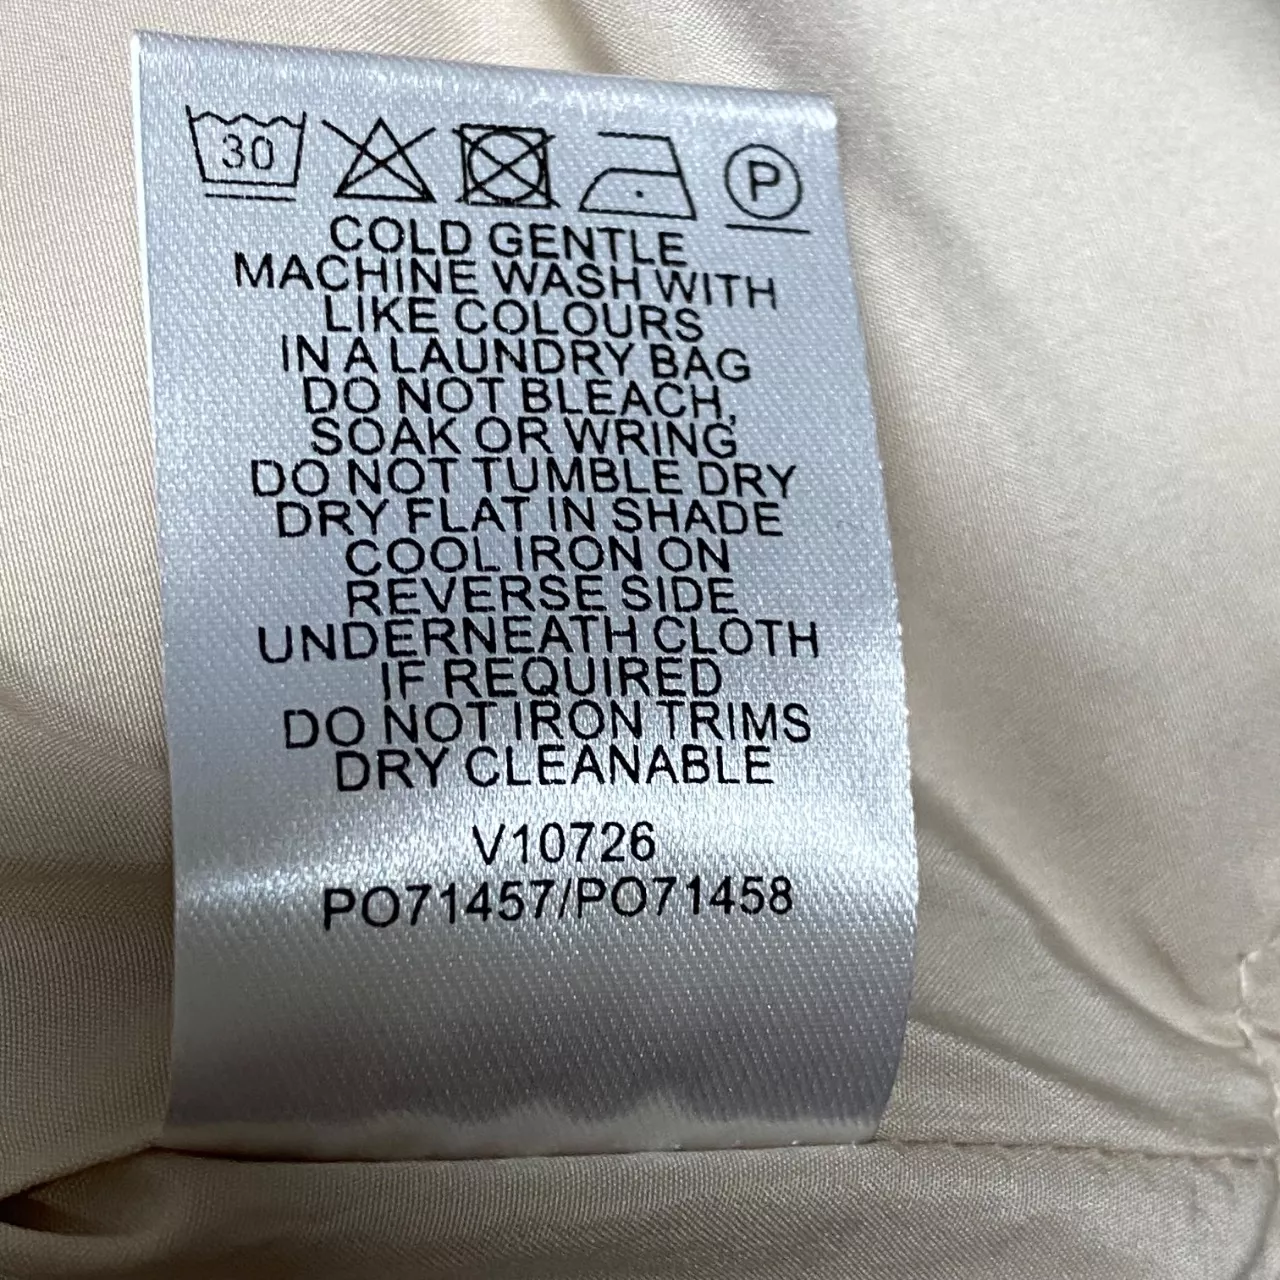 30
P
COLD GENTLE
MACHINE WASH WITH
LIKE COLOURS
IN A LAUNDRY BAG
DO NOT BLEACH,
SOAK OR WRING
DO NOT TUMBLE DRY
DRY FLAT IN SHADE
COOL IRON ON
REVERSE SIDE
UNDERNEATH CLOTH
IF REQUIRED
DO NOT IRON TRIMS
DRY CLEANABLE
V10726
PO71457/PO71458